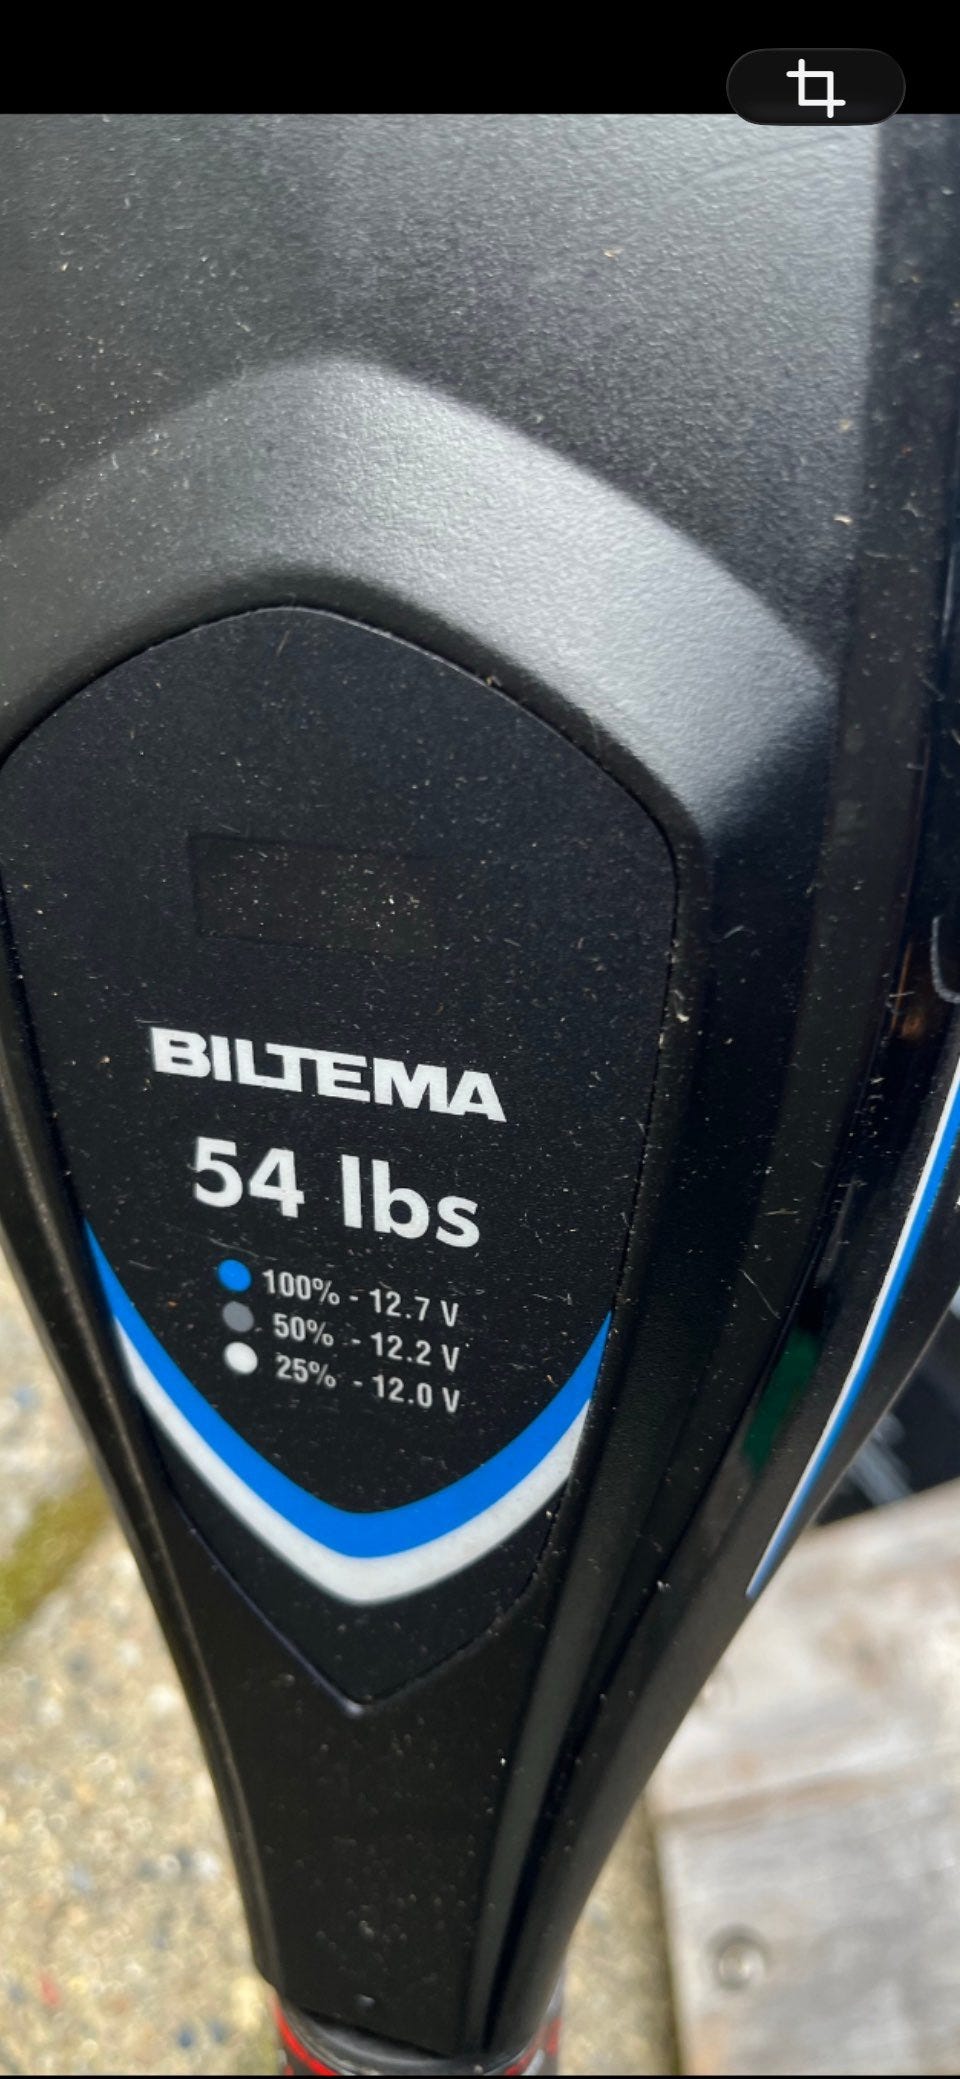 BILTEMA
54 lbs
100% - 12.7 V
50% - 12.2 V
25% - 12.0 V